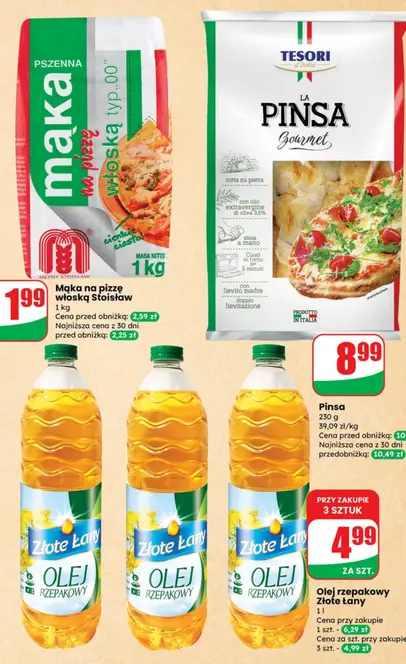 PSZENNA
mąka
na pizzę
włoską typ „00"
cienkie
ciasto
MŁYNY STOISŁAW
MASA NETTO
1 kg
1 99
Mąka na pizzę
włoską Stoisław
1 kg
Cena przed obniżką: 2,59 zł
Najniższa cena z 30 dni
przed obniżką: 2,25 zł
TESORI
d'Italia
LA
PINSA
Gourmet
cotta su pietra
con olio
extravergine
di oliva 3.6%
stesa
a mano
Cuoci
in forno
per
5 minuti
con
lievito madre
doppia
lievitazione
PRODOTTO
IN ITALIA
8 99
Pinsa
230 g
39,09 zł/kg
Cena przed obniżką: 10
Najniższa cena z 30 dni
przedobniżką: 10,49 zł
Złote Łany
OLEJ
RZEPAKOWY
Złote Łany
OLEJ
RZEPAKOWY
Złote Łany
OLEJ
RZEPAKOWY
PRZY ZAKUPIE
3 SZTUK
4 99
ZA SZT.
Olej rzepakowy
Złote Łany
1 l
Cena przy zakupie
1 szt. - 6,29 zł
Cena za szt. przy zakupie
3 szt. - 4,99 zł